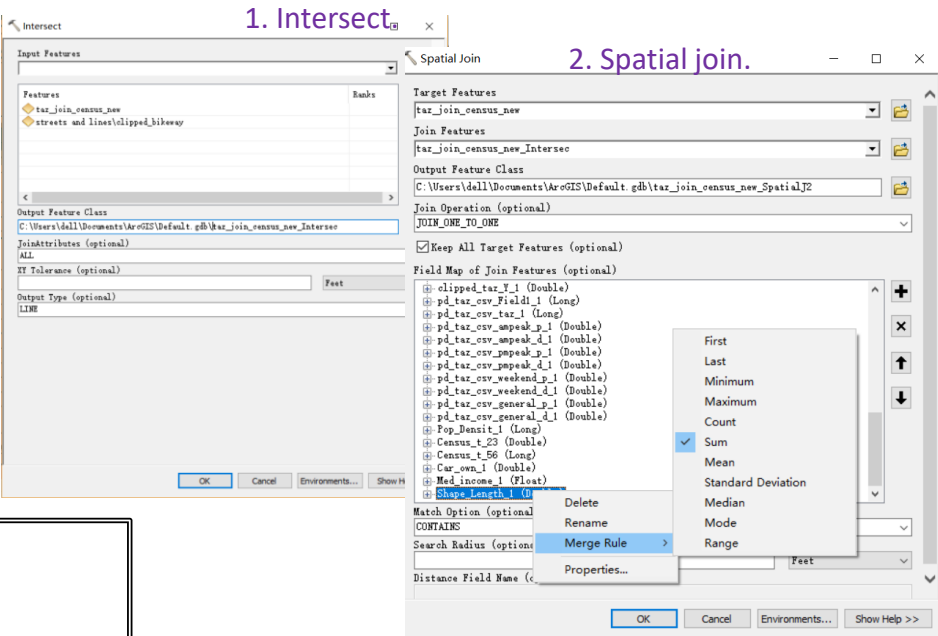 1. Intersect.
Intersect
Input Features
Features
Ranks
taz_join_census_new
streets and lines\clipped_bikeway
Output Feature Class
C:\Users\dell\Documents\ArcGIS\Default.gdb\taz_join_census_new_Intersec
JoinAttributes (optional)
ALL
XY Tolerance (optional)
Feet
Output Type (optional)
LINE
OK
Cancel
Environments...
Show H
2. Spatial join.
Spatial Join
Target Features
taz_join_census_new
Join Features
taz_join_census_new_Intersec
Output Feature Class
C:\Users\dell\Documents\ArcGIS\Default.gdb\taz_join_census_new_SpatialJ2
Join Operation (optional)
JOIN_ONE_TO_ONE
Keep All Target Features (optional)
Field Map of Join Features (optional)
clipped_taz_Y_1 (Double)
pd_taz_csv_Field1_1 (Long)
pd_taz_csv_taz_1 (Long)
pd_taz_csv_ampeak_p_1 (Double)
pd_taz_csv_ampeak_d_1 (Double)
pd_taz_csv_pmpeak_p_1 (Double)
pd_taz_csv_pmpeak_d_1 (Double)
pd_taz_csv_weekend_p_1 (Double)
pd_taz_csv_weekend_d_1 (Double)
pd_taz_csv_general_p_1 (Double)
pd_taz_csv_general_d_1 (Double)
Pop_Densit_1 (Long)
Census_t_23 (Double)
Census_t_56 (Long)
Car_own_1 (Double)
Med_income_1 (Float)
Shape_Length_1 (D
Delete
Rename
Merge Rule
Properties...
First
Last
Minimum
Maximum
Count
Sum
Mean
Standard Deviation
Median
Mode
Range
Match Option (optional
CONTAINS
Search Radius (option
Feet
Distance Field Name (
OK
Cancel
Environments...
Show Help >>